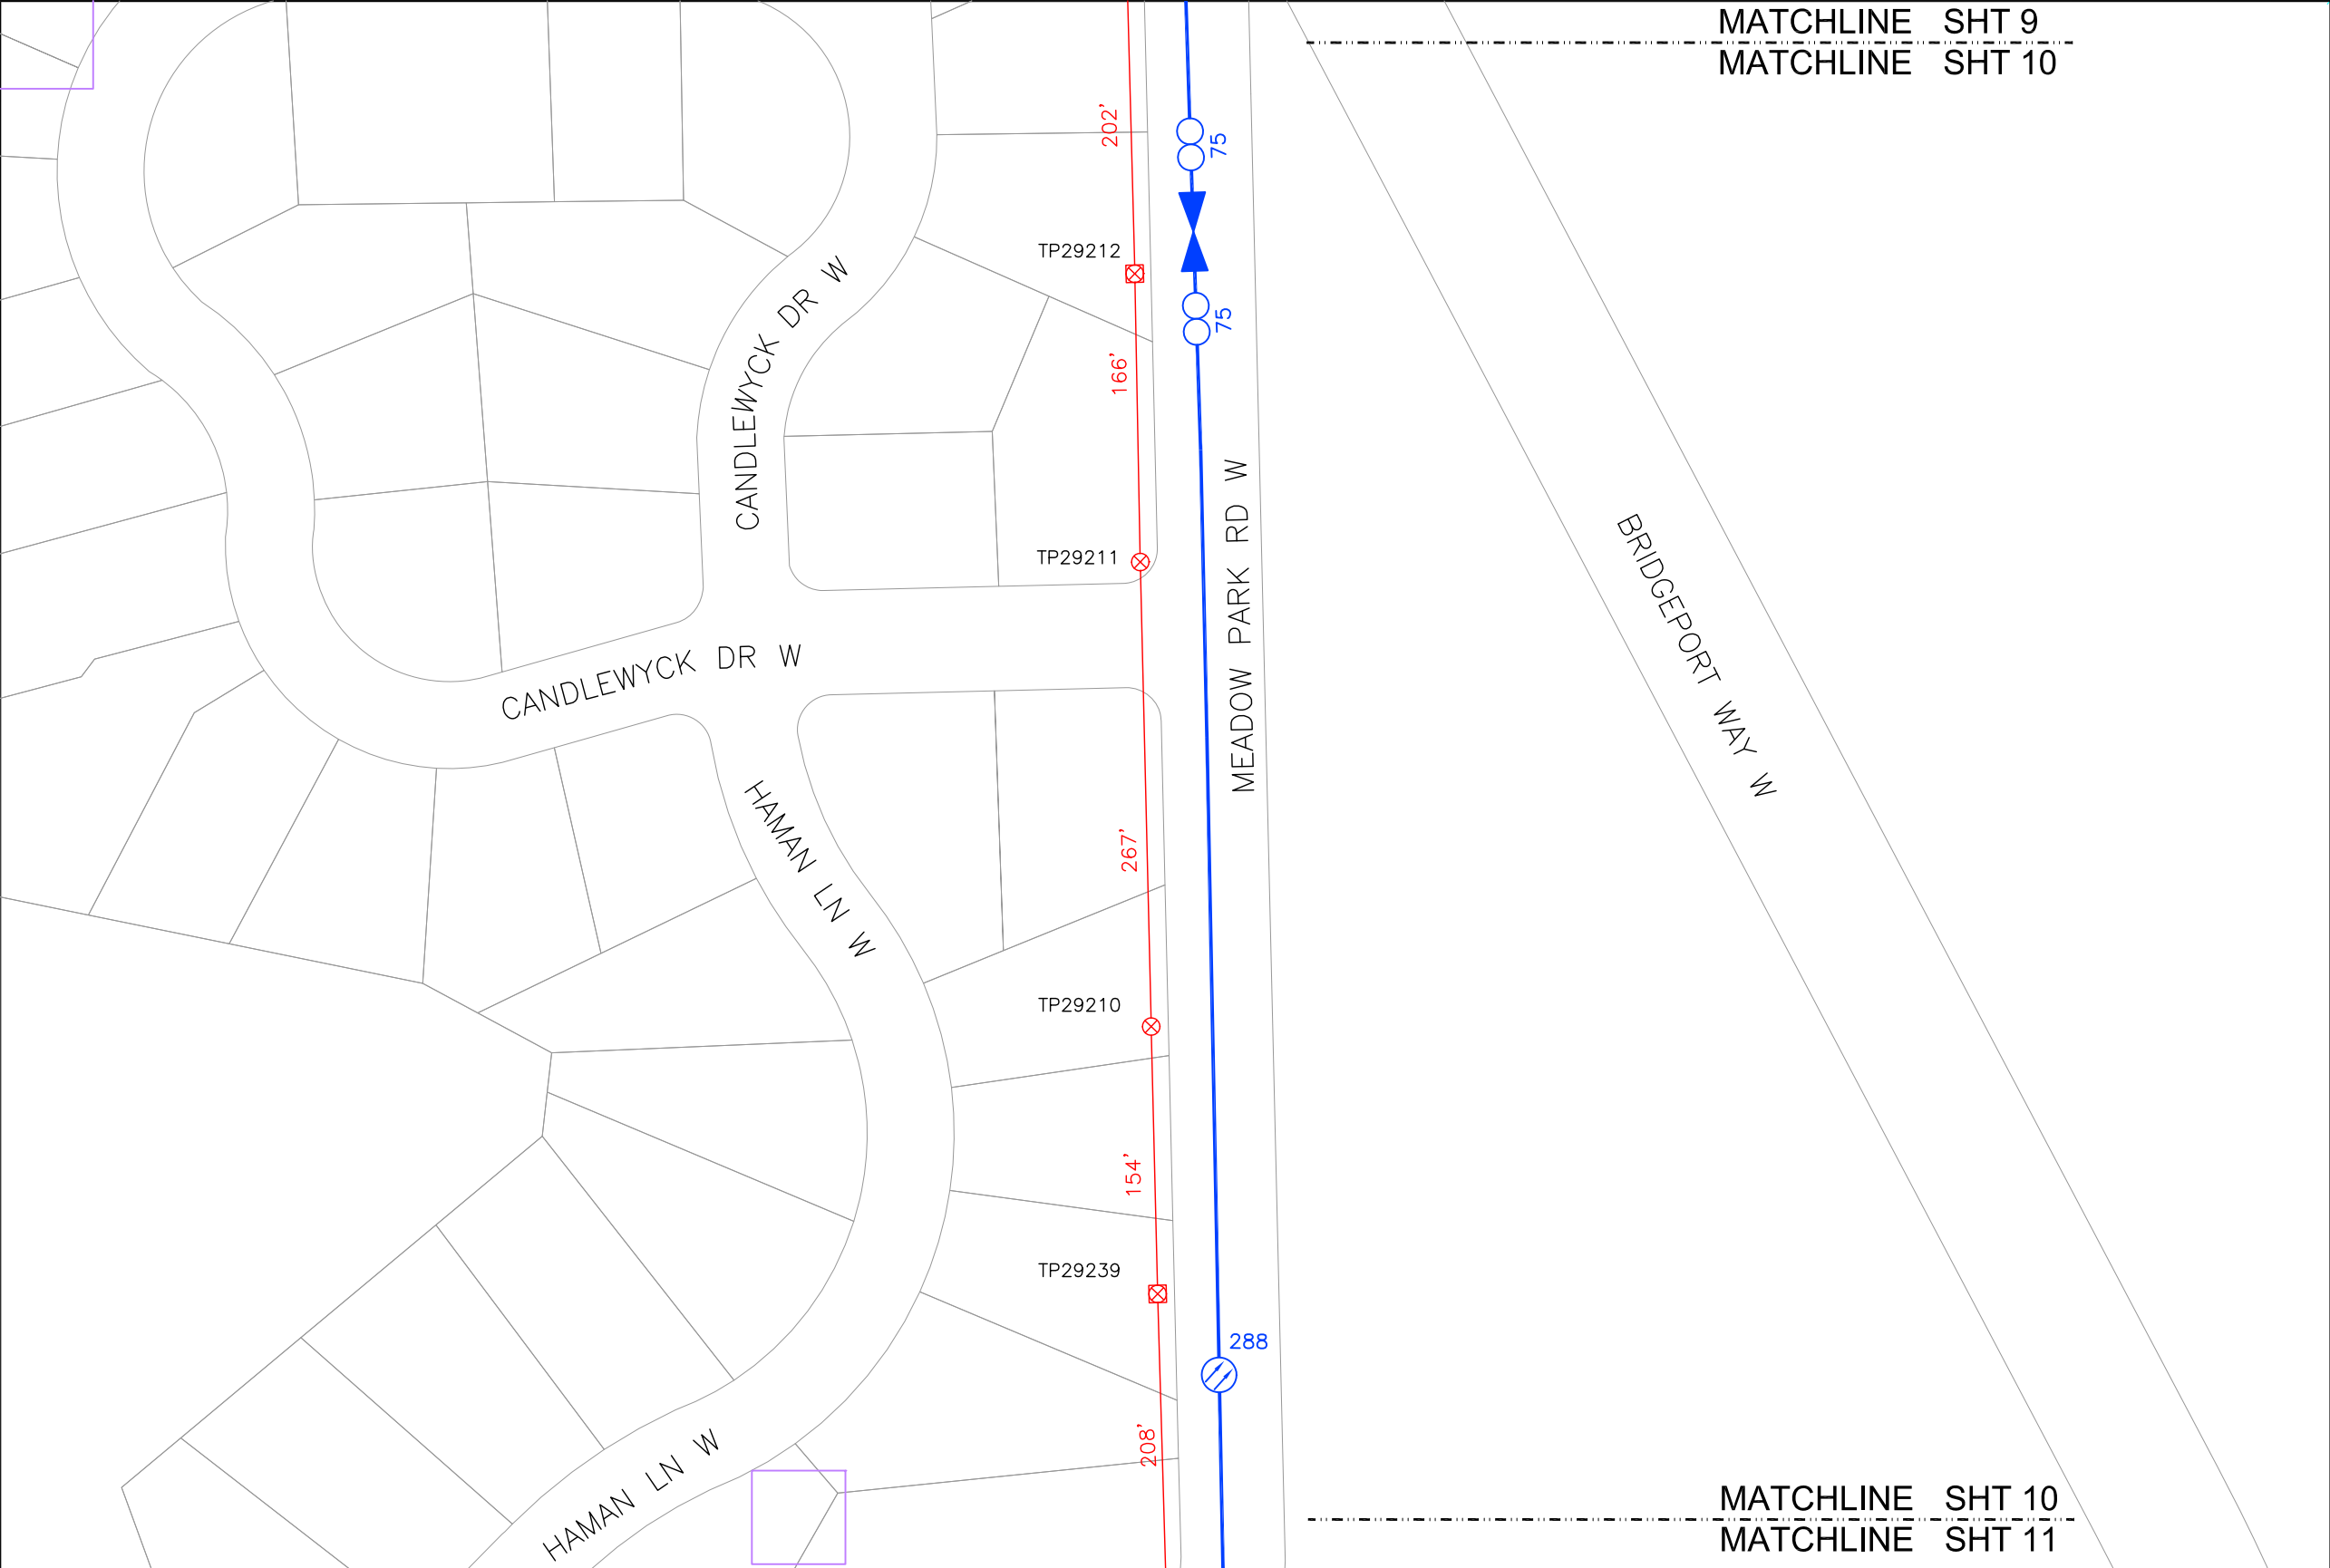 MATCHLINE SHT 9
MATCHLINE SHT 10
202'
75
TP29212
CANDLEWYCK DR W
75
166'
MEADOW PARK RD W
BRIDGEPORT WAY W
TP29211
CANDLEWYCK DR W
HAMAN LN W
267'
TP29210
154'
TP29239
288
208'
HAMAN LN W
MATCHLINE SHT 10
MATCHLINE SHT 11